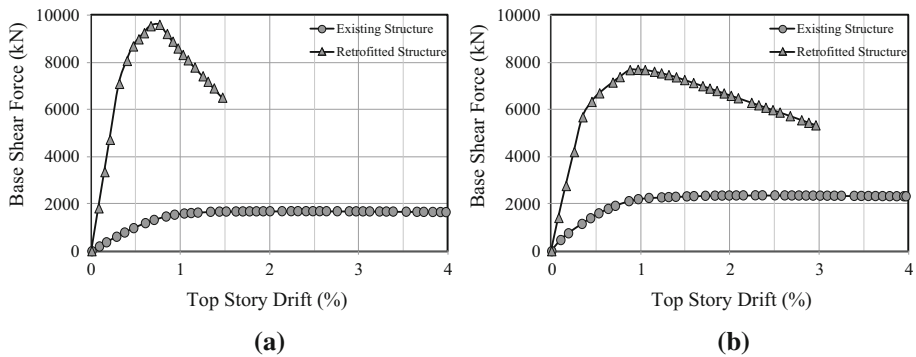 Base Shear Force (kN)
10000
8000
6000
4000
2000
0
Existing Structure
Retrofitted Structure
0 1 2 3 4
Top Story Drift (%)
(a)
Base Shear Force (kN)
10000
8000
6000
4000
2000
0
Existing Structure
Retrofitted Structure
0 1 2 3 4
Top Story Drift (%)
(b)